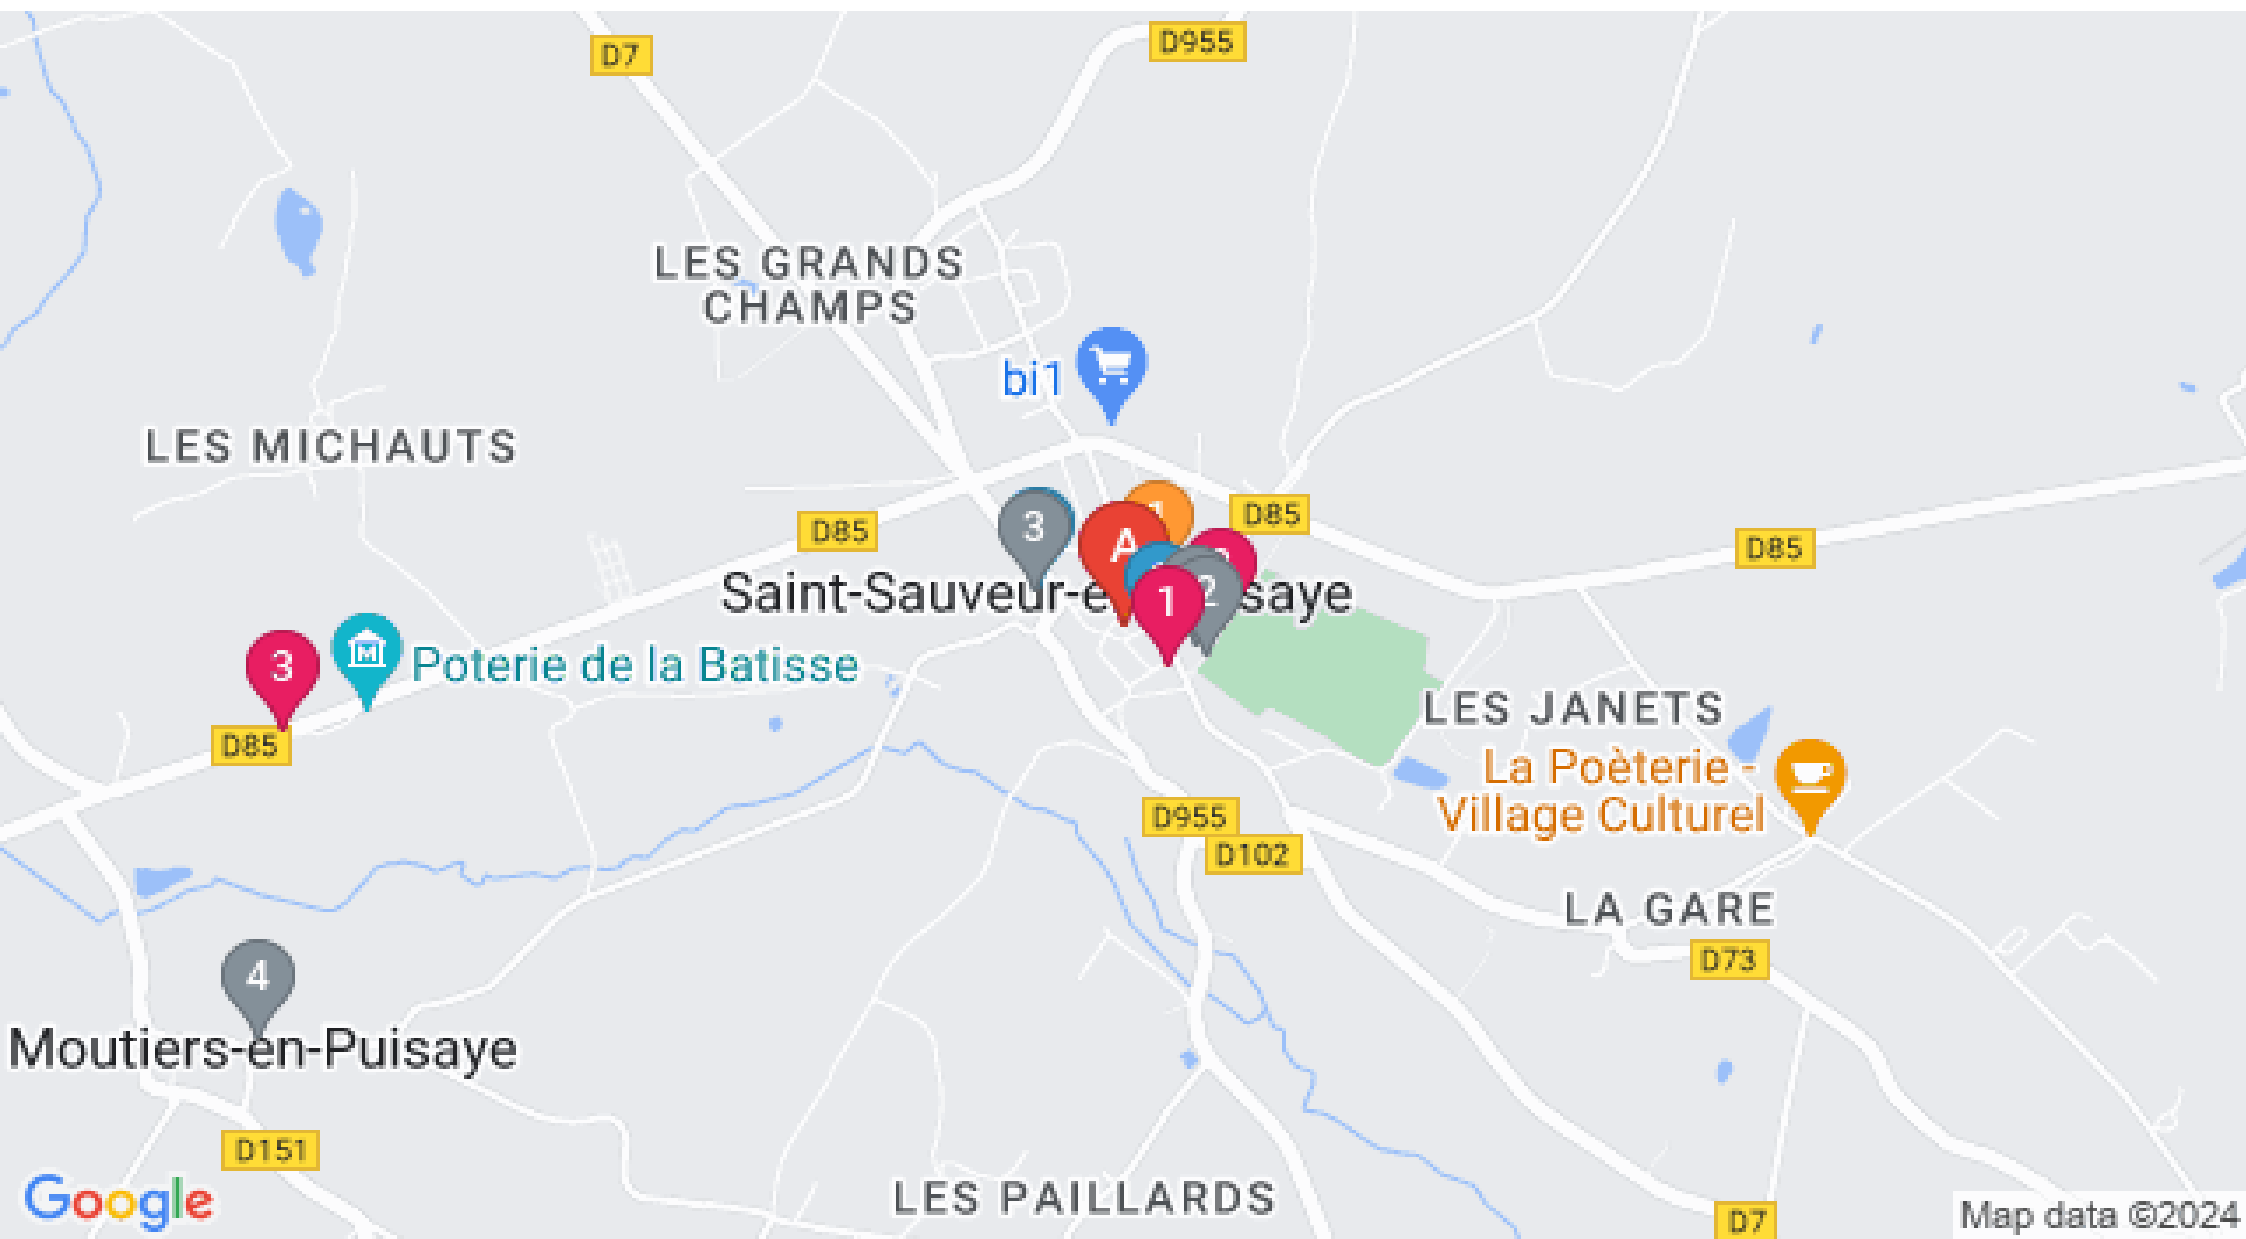 D7
D955
LES GRANDS
CHAMPS
bi1
LES MICHAUTS
D85
3
1
A
D85
D85
1
2
Saint-Sauveur-e
saye
3
Poterie de la Batisse
D85
LES JANETS
La Poèterie -
Village Culturel
D955
D102
LA GARE
D73
4
Moutiers-en-Puisaye
D151
LES PAILLARDS
D7
Google
Map data ©2024